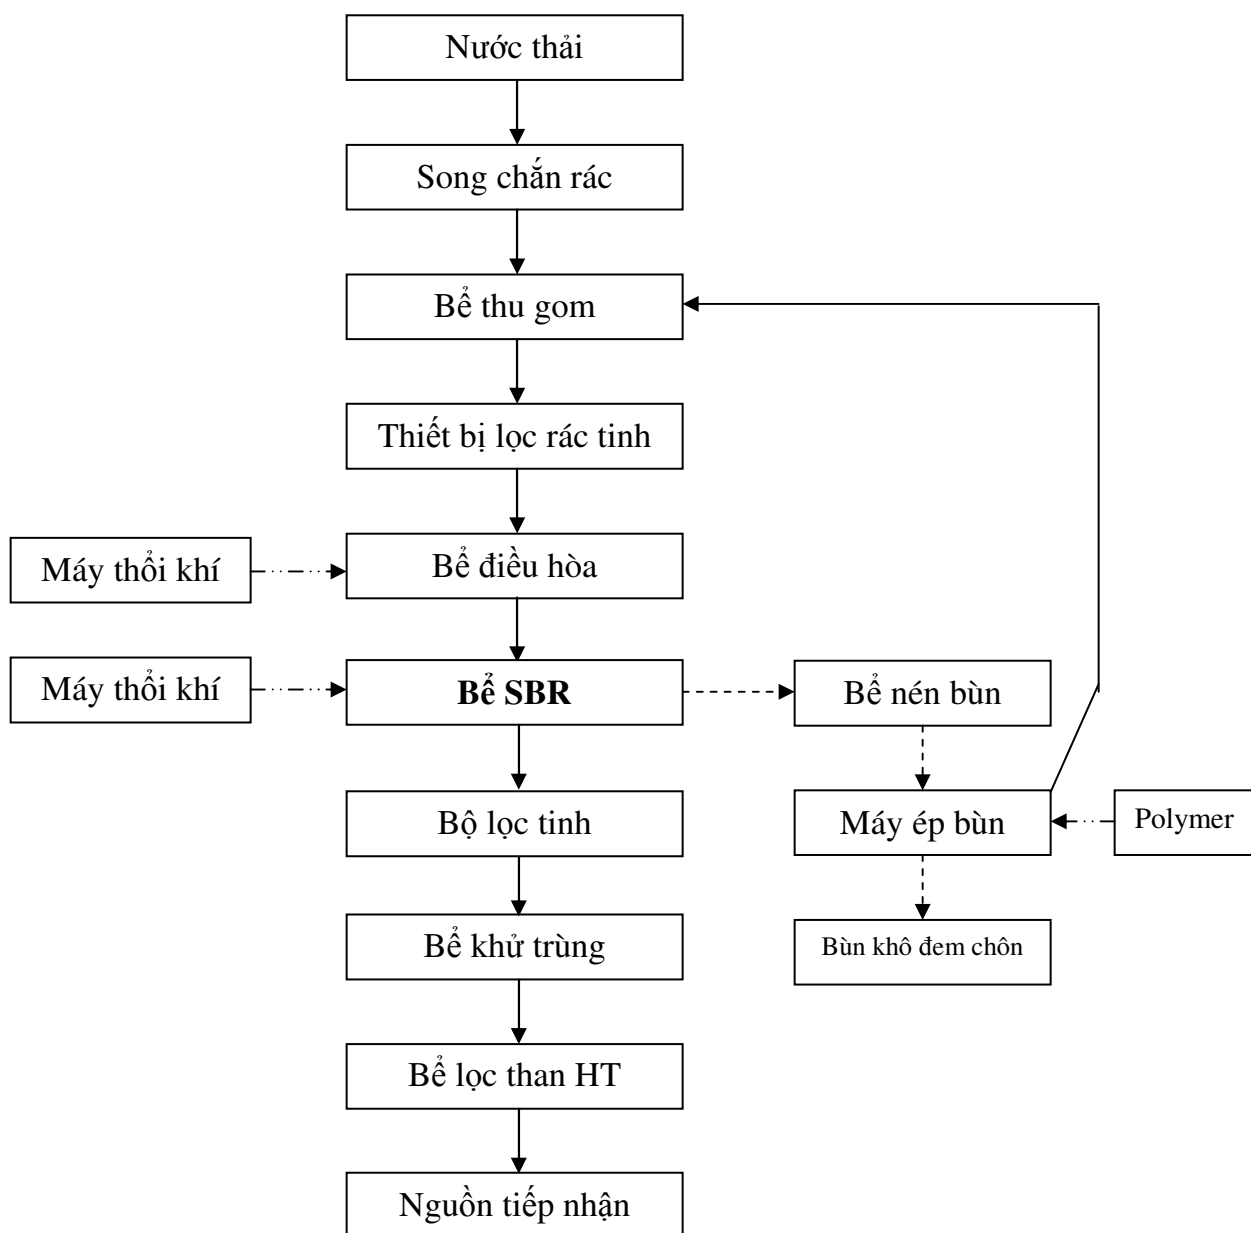 Nước thải
Song chắn rác
Bể thu gom
Thiết bị lọc rác tinh
Máy thổi khí
Bể điều hòa
Máy thổi khí
Bể SBR
Bể nén bùn
Bộ lọc tinh
Máy ép bùn
Polymer
Bể khử trùng
Bùn khô đem chôn
Bể lọc than HT
Nguồn tiếp nhận